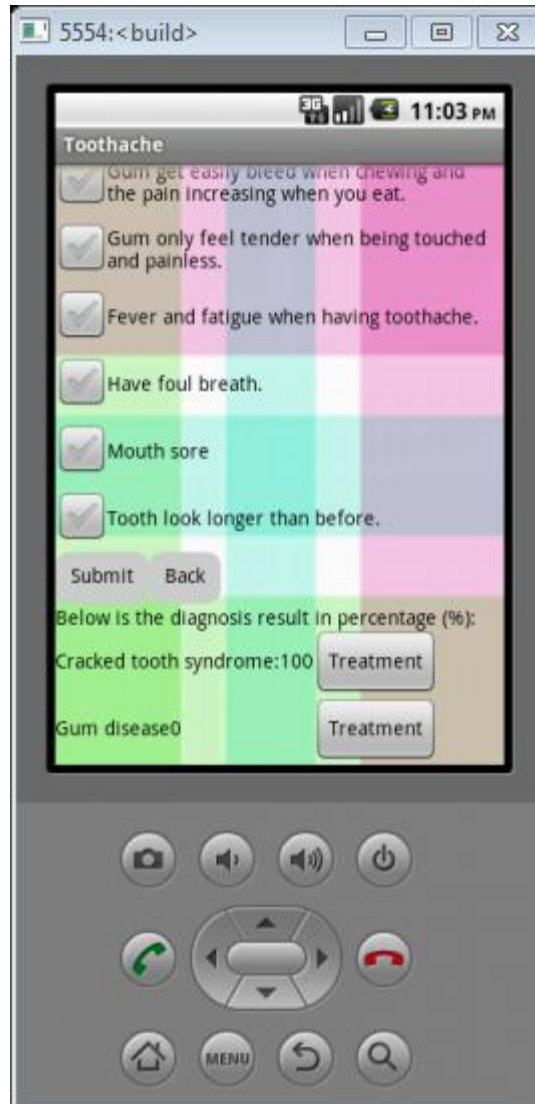 5554:<build>
3G
11:03 PM
Toothache
Gum get easily bleed when chewing and
the pain increasing when you eat.
Gum only feel tender when being touched
and painless.
Fever and fatigue when having toothache.
Have foul breath.
Mouth sore
Tooth look longer than before.
Submit Back
Below is the diagnosis result in percentage (%):
Cracked tooth syndrome:100 Treatment
Gum disease0 Treatment
MENU